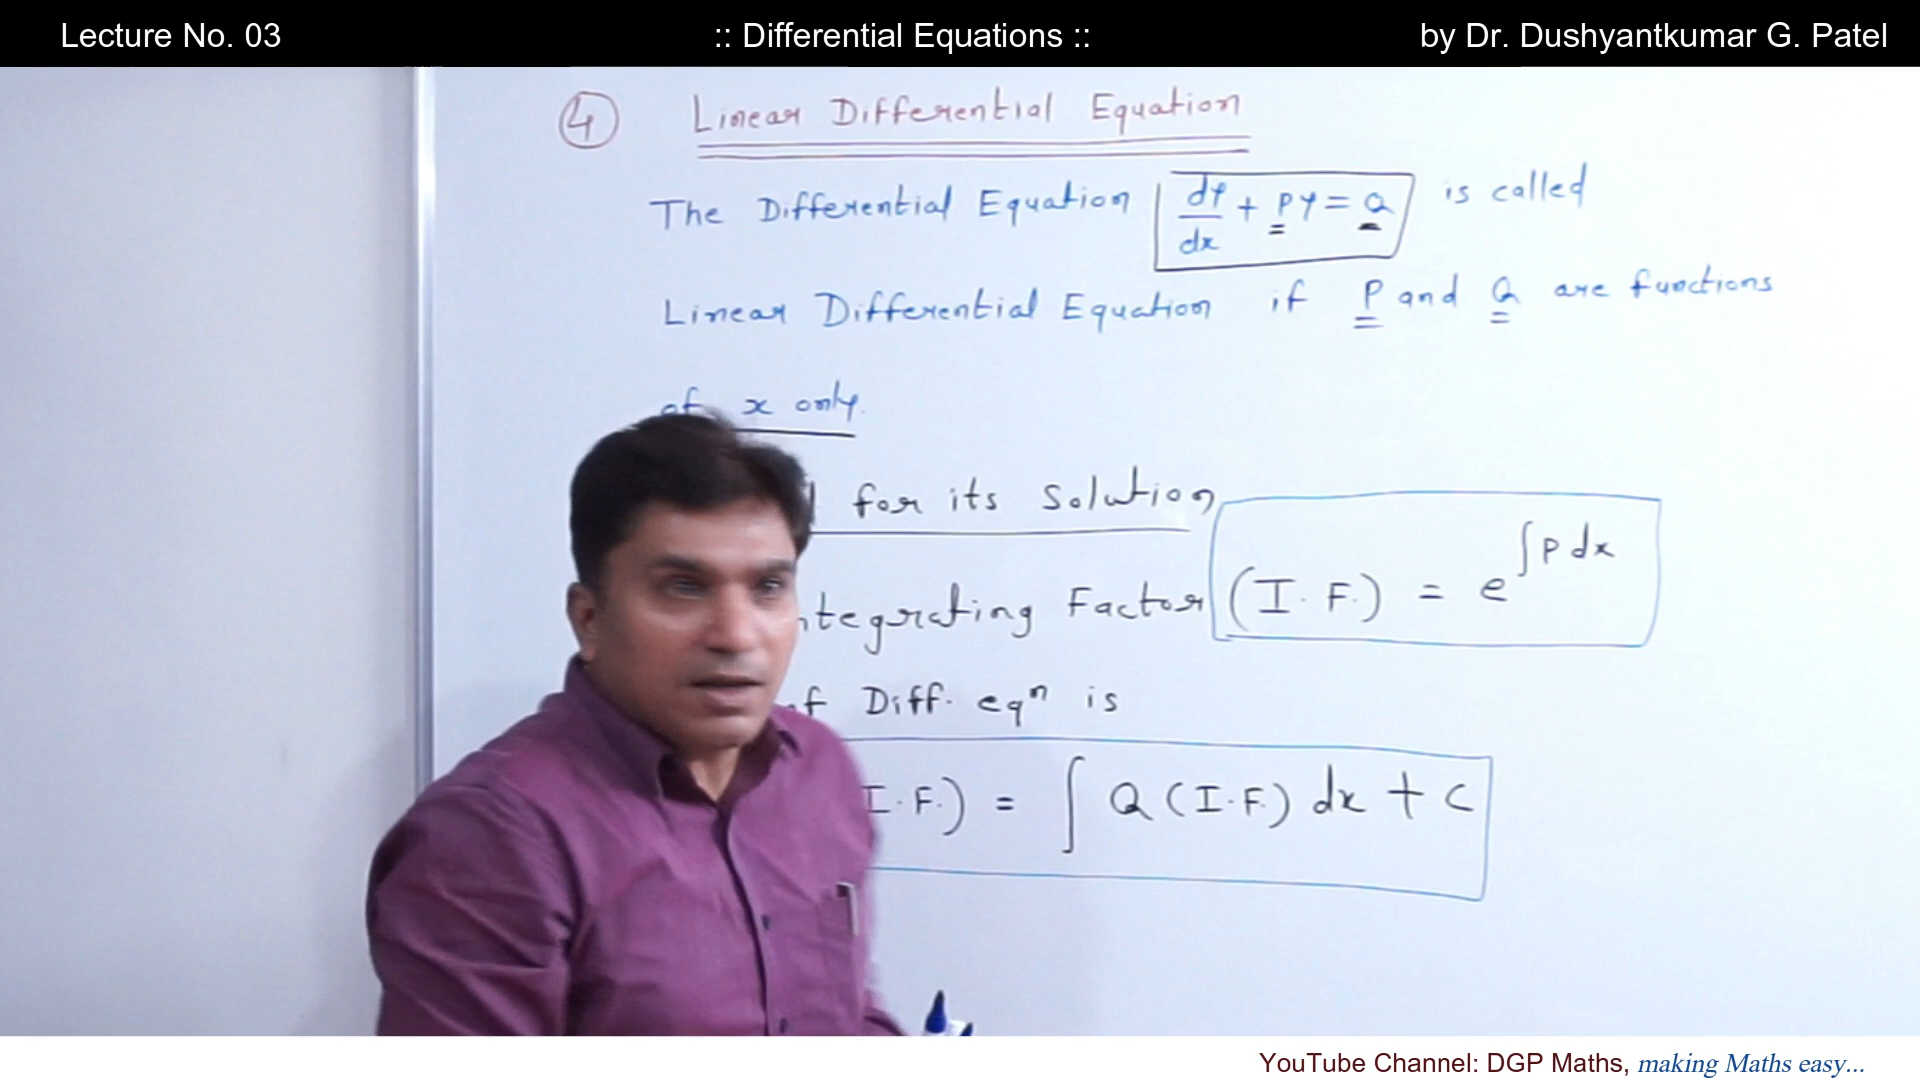 Lecture No. 03 :: Differential Equations :: by Dr. Dushyantkumar G. Patel
④ Linear Differential Equation
The Differential Equation dy/dx + Py = Q is called
Linear Differential Equation if P and Q are functions
of x only.
for its solution
Integrating Factor (I.F.) = e^∫P dx
of Diff. eqⁿ is
I.F.) = ∫ Q (I.F.) dx + c
YouTube Channel: DGP Maths, making Maths easy...